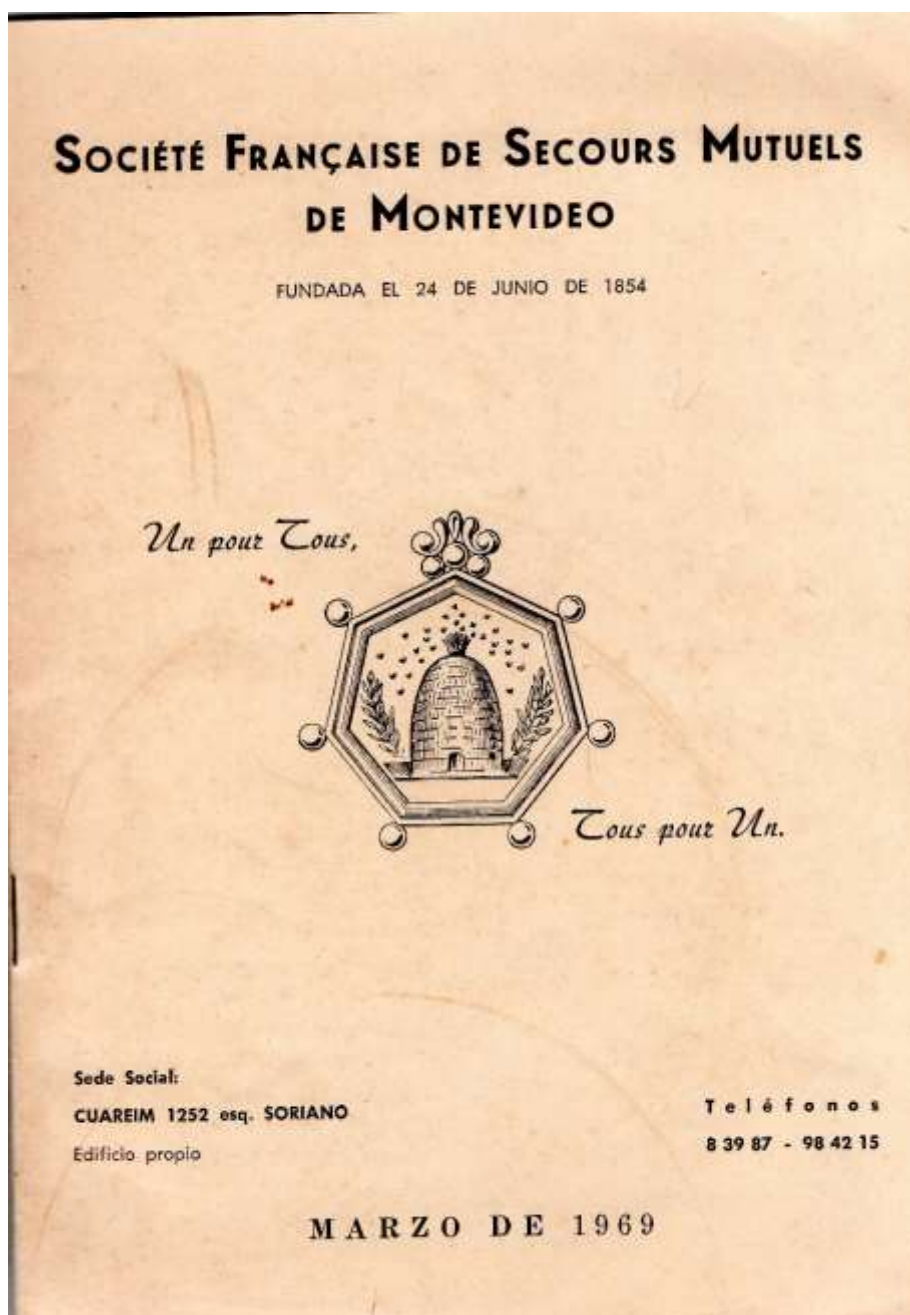 SOCIÉTÉ FRANÇAISE DE SECOURS MUTUELS
DE MONTEVIDEO
FUNDADA EL 24 DE JUNIO DE 1854
Un pour Tous,
Tous pour Un.
Sede Social:
CUAREIM 1252 esq. SORIANO
Edificio propio
Teléfonos
8 39 87 - 98 42 15
MARZO DE 1969